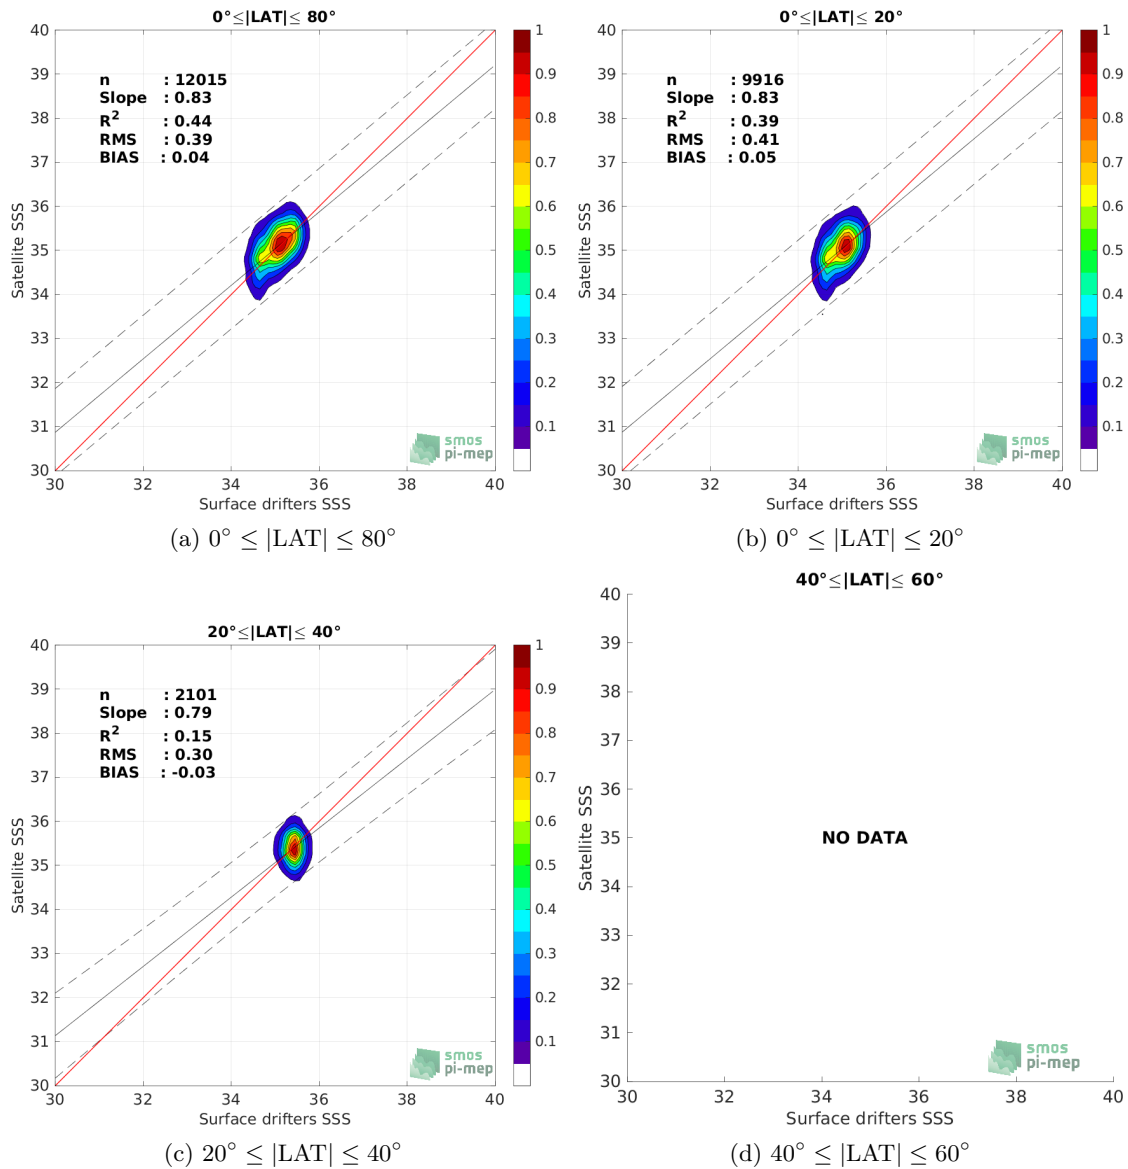 0°≤|LAT|≤ 80°
n : 12015
Slope : 0.83
R2 : 0.44
RMS : 0.39
BIAS : 0.04
40
39
38
37
36
35
34
33
32
31
30
Satellite SSS
30 32 34 36 38 40
Surface drifters SSS
1
0.9
0.8
0.7
0.6
0.5
0.4
0.3
0.2
0.1
smos
pi-mep
(a) 0° ≤ |LAT| ≤ 80°
0°≤|LAT|≤ 20°
n : 9916
Slope : 0.83
R2 : 0.39
RMS : 0.41
BIAS : 0.05
40
39
38
37
36
35
34
33
32
31
30
Satellite SSS
30 32 34 36 38 40
Surface drifters SSS
1
0.9
0.8
0.7
0.6
0.5
0.4
0.3
0.2
0.1
smos
pi-mep
(b) 0° ≤ |LAT| ≤ 20°
20°≤|LAT|≤ 40°
n : 2101
Slope : 0.79
R2 : 0.15
RMS : 0.30
BIAS : -0.03
40
39
38
37
36
35
34
33
32
31
30
Satellite SSS
30 32 34 36 38 40
Surface drifters SSS
1
0.9
0.8
0.7
0.6
0.5
0.4
0.3
0.2
0.1
smos
pi-mep
(c) 20° ≤ |LAT| ≤ 40°
40°≤|LAT|≤ 60°
40
39
38
37
36
35
34
33
32
31
30
Satellite SSS
NO DATA
30 32 34 36 38 40
Surface drifters SSS
smos
pi-mep
(d) 40° ≤ |LAT| ≤ 60°